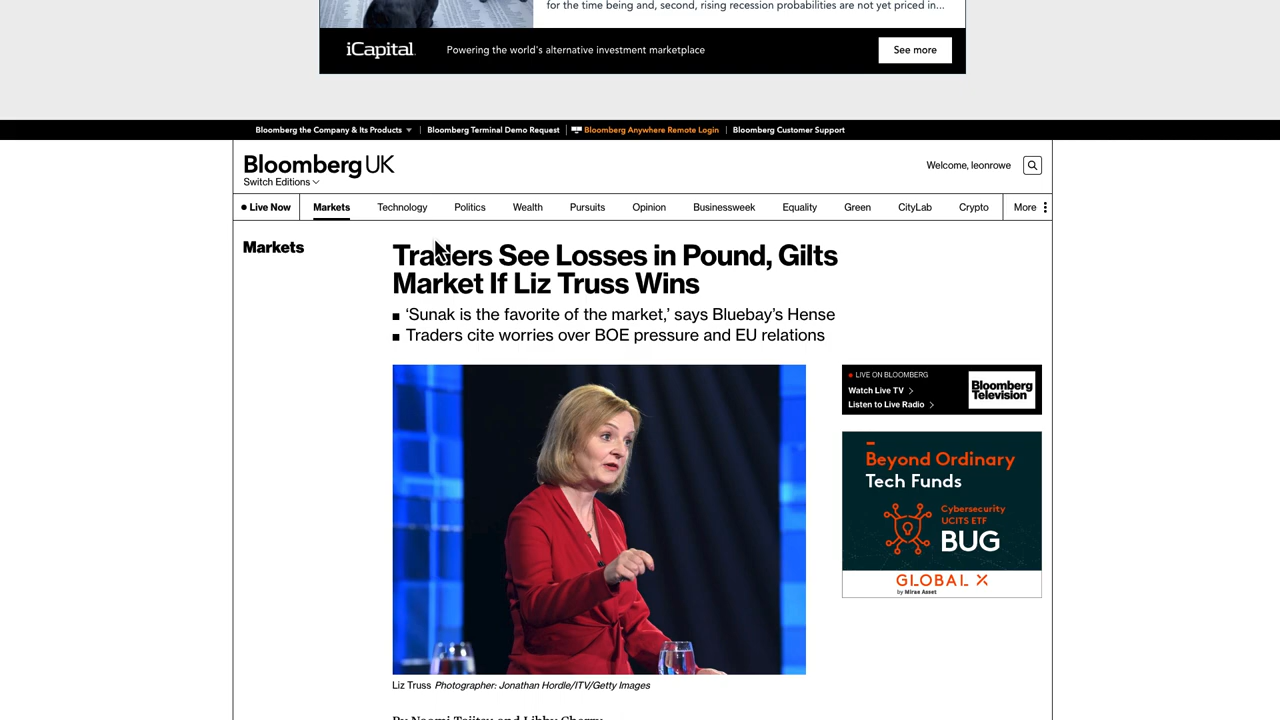 for the time being and, second, rising recession probabilities are not yet priced in...
iCapital. Powering the world's alternative investment marketplace See more
Bloomberg the Company & Its Products Bloomberg Terminal Demo Request Bloomberg Anywhere Remote Login Bloomberg Customer Support
Bloomberg UK
Switch Editions
Welcome, leonrowe
Live Now Markets Technology Politics Wealth Pursuits Opinion Businessweek Equality Green CityLab Crypto More
Markets
Traders See Losses in Pound, Gilts
Market If Liz Truss Wins
‘Sunak is the favorite of the market,’ says Bluebay’s Hense
Traders cite worries over BOE pressure and EU relations
LIVE ON BLOOMBERG
Watch Live TV
Listen to Live Radio
Bloomberg
Television
Beyond Ordinary
Tech Funds
Cybersecurity
UCITS ETF
BUG
GLOBAL X
by Mirae Asset
Liz Truss Photographer: Jonathan Hordle/ITV/Getty Images
By Naomi Tajitsu and Libby Cherry